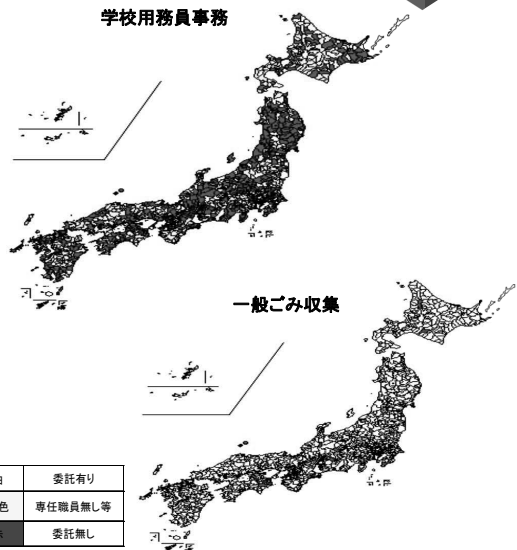 学校用務員事務
一般ごみ収集
委託有り
色 専任職員無し等
委託無し